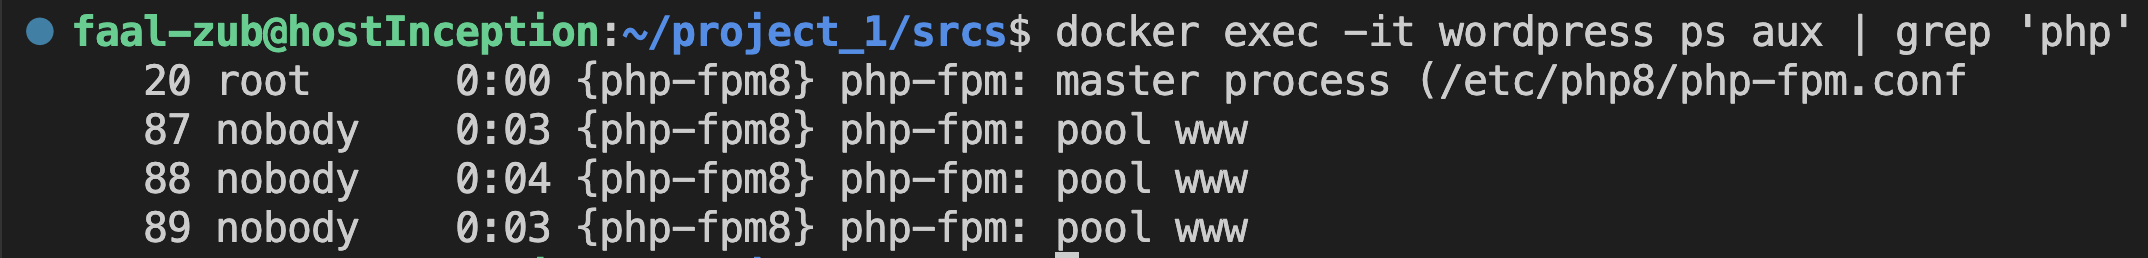 faal-zub@hostInception:~/project_1/srcs$ docker exec -it wordpress ps aux | grep 'php'
20 root 0:00 {php-fpm8} php-fpm: master process (/etc/php8/php-fpm.conf
87 nobody 0:03 {php-fpm8} php-fpm: pool www
88 nobody 0:04 {php-fpm8} php-fpm: pool www
89 nobody 0:03 {php-fpm8} php-fpm: pool www